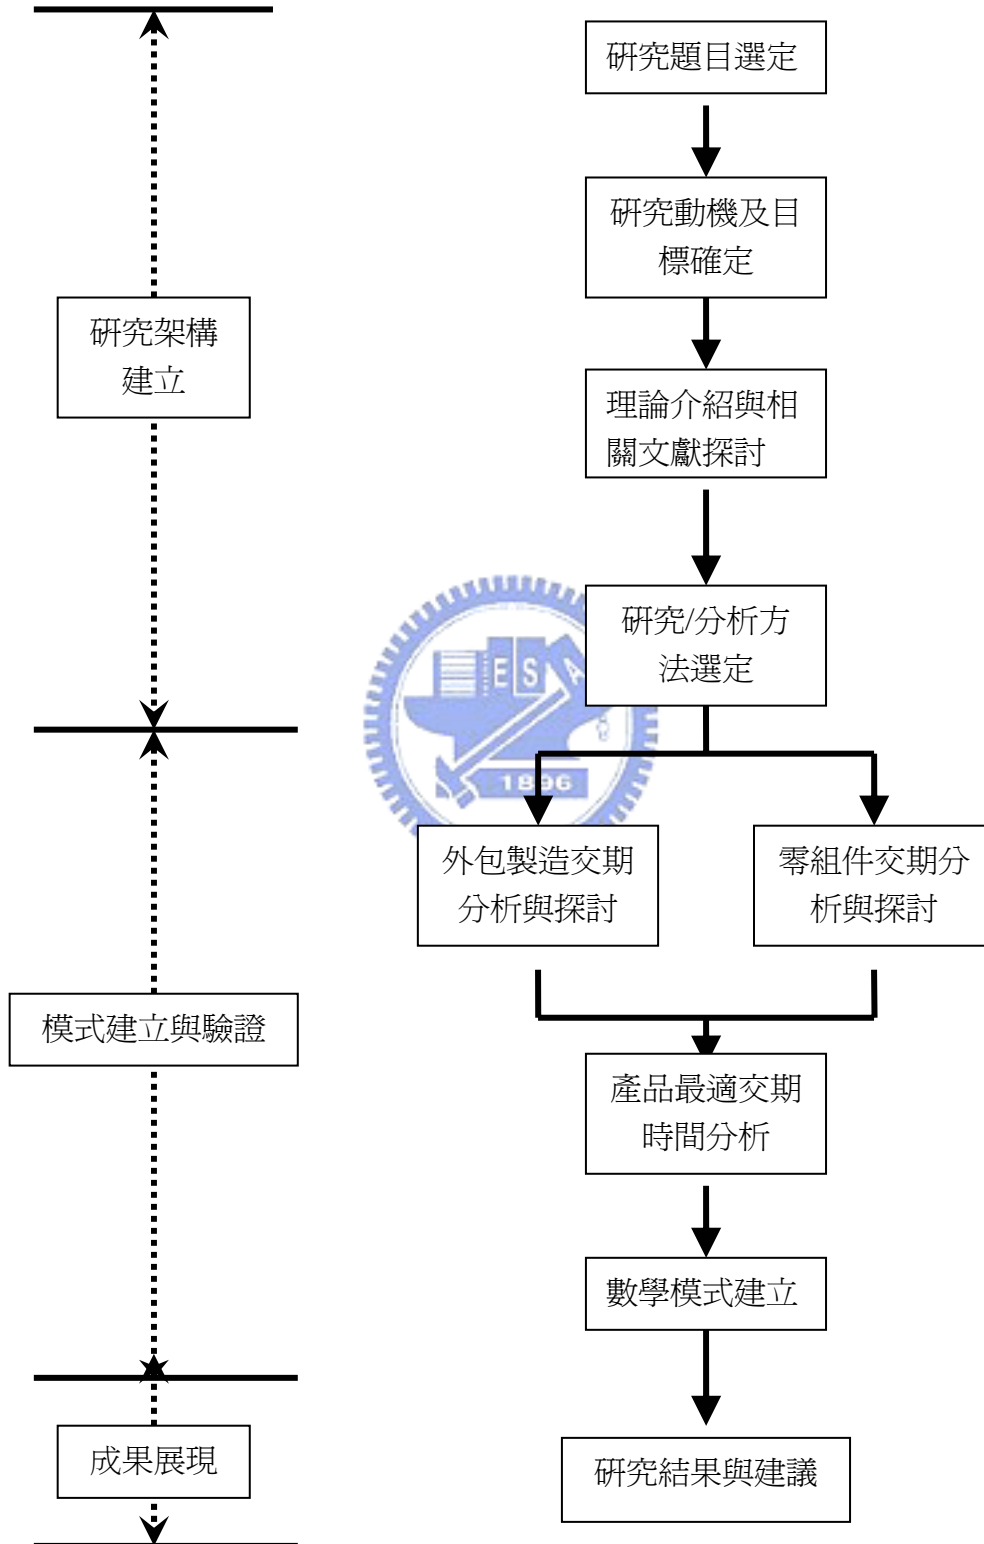 研究題目選定
研究動機及目
標確定
研究架構
建立
理論介紹與相
關文獻探討
研究/分析方
法選定
ESA
1896
外包製造交期
分析與探討
零組件交期分
析與探討
模式建立與驗證
產品最適交期
時間分析
數學模式建立
成果展現
研究結果與建議